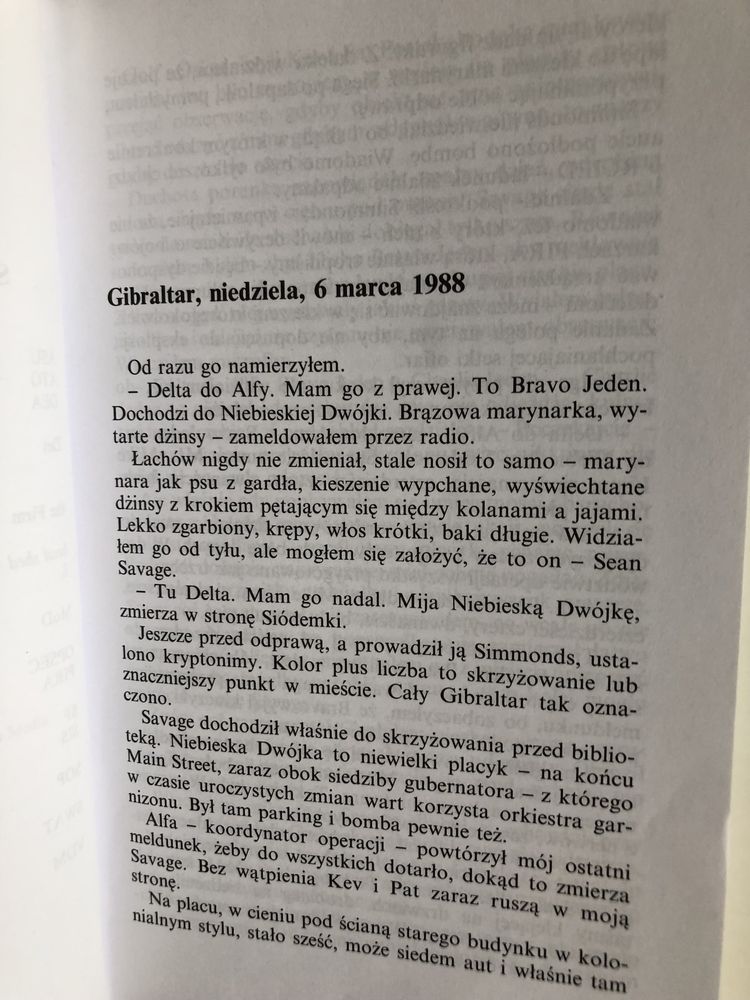 Gibraltar, niedziela, 6 marca 1988
Od razu go namierzyłem.
– Delta do Alfy. Mam go z prawej. To Bravo Jeden.
Dochodzi do Niebieskiej Dwójki. Brązowa marynarka, wy-
tarte dżinsy – zameldowałem przez radio.
Łachów nigdy nie zmieniał, stale nosił to samo – mary-
nara jak psu z gardła, kieszenie wypchane, wyświechtane
dżinsy z krokiem pętającym się między kolanami a jajami.
Lekko zgarbiony, krępy, włos krótki, baki długie. Widzia-
łem go od tyłu, ale mogłem się założyć, że to on – Sean
Savage.
– Tu Delta. Mam go nadal. Mija Niebieską Dwójkę,
zmierza w stronę Siódemki.
Jeszcze przed odprawą, a prowadził ją Simmonds, usta-
lono kryptonimy. Kolor plus liczba to skrzyżowanie lub
znaczniejszy punkt w mieście. Cały Gibraltar tak ozna-
czono.
Savage dochodził właśnie do skrzyżowania przed biblio-
teką. Niebieska Dwójka to niewielki placyk – na końcu
Main Street, zaraz obok siedziby gubernatora – z którego
w czasie uroczystych zmian wart korzysta orkiestra gar-
nizonu. Był tam parking i bomba pewnie też.
Alfa – koordynator operacji – powtórzył mój ostatni
meldunek, żeby do wszystkich dotarło, dokąd to zmierza
Savage. Bez wątpienia Kev i Pat zaraz ruszą w moją
stronę.
Na placu, w cieniu pod ścianą starego budynku w kolo-
nialnym stylu, stało sześć, może siedem aut i właśnie tam